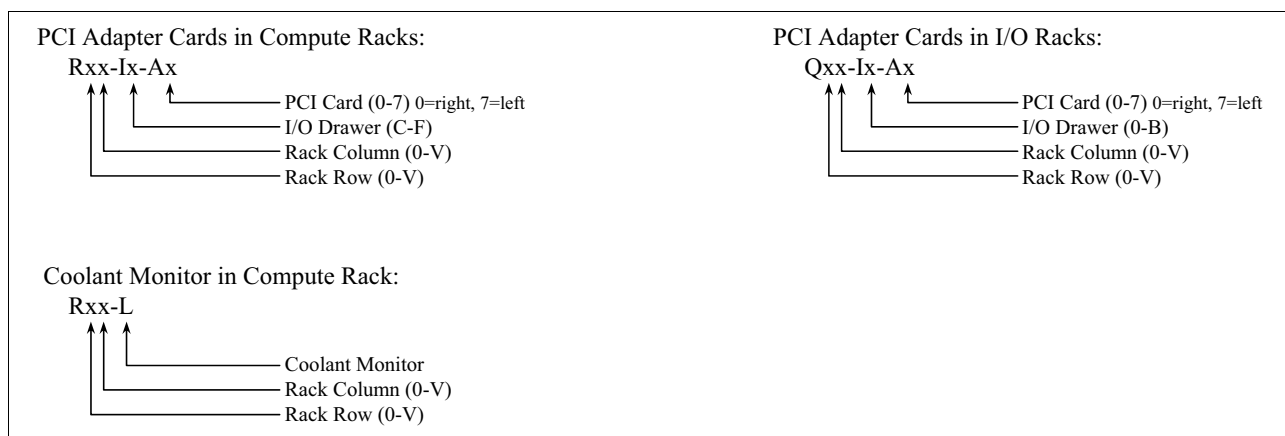 PCI Adapter Cards in Compute Racks:
Rxx-Ix-Ax
PCI Card (0-7) 0=right, 7=left
I/O Drawer (C-F)
Rack Column (0-V)
Rack Row (0-V)
PCI Adapter Cards in I/O Racks:
Qxx-Ix-Ax
PCI Card (0-7) 0=right, 7=left
I/O Drawer (0-B)
Rack Column (0-V)
Rack Row (0-V)
Coolant Monitor in Compute Rack:
Rxx-L
Coolant Monitor
Rack Column (0-V)
Rack Row (0-V)